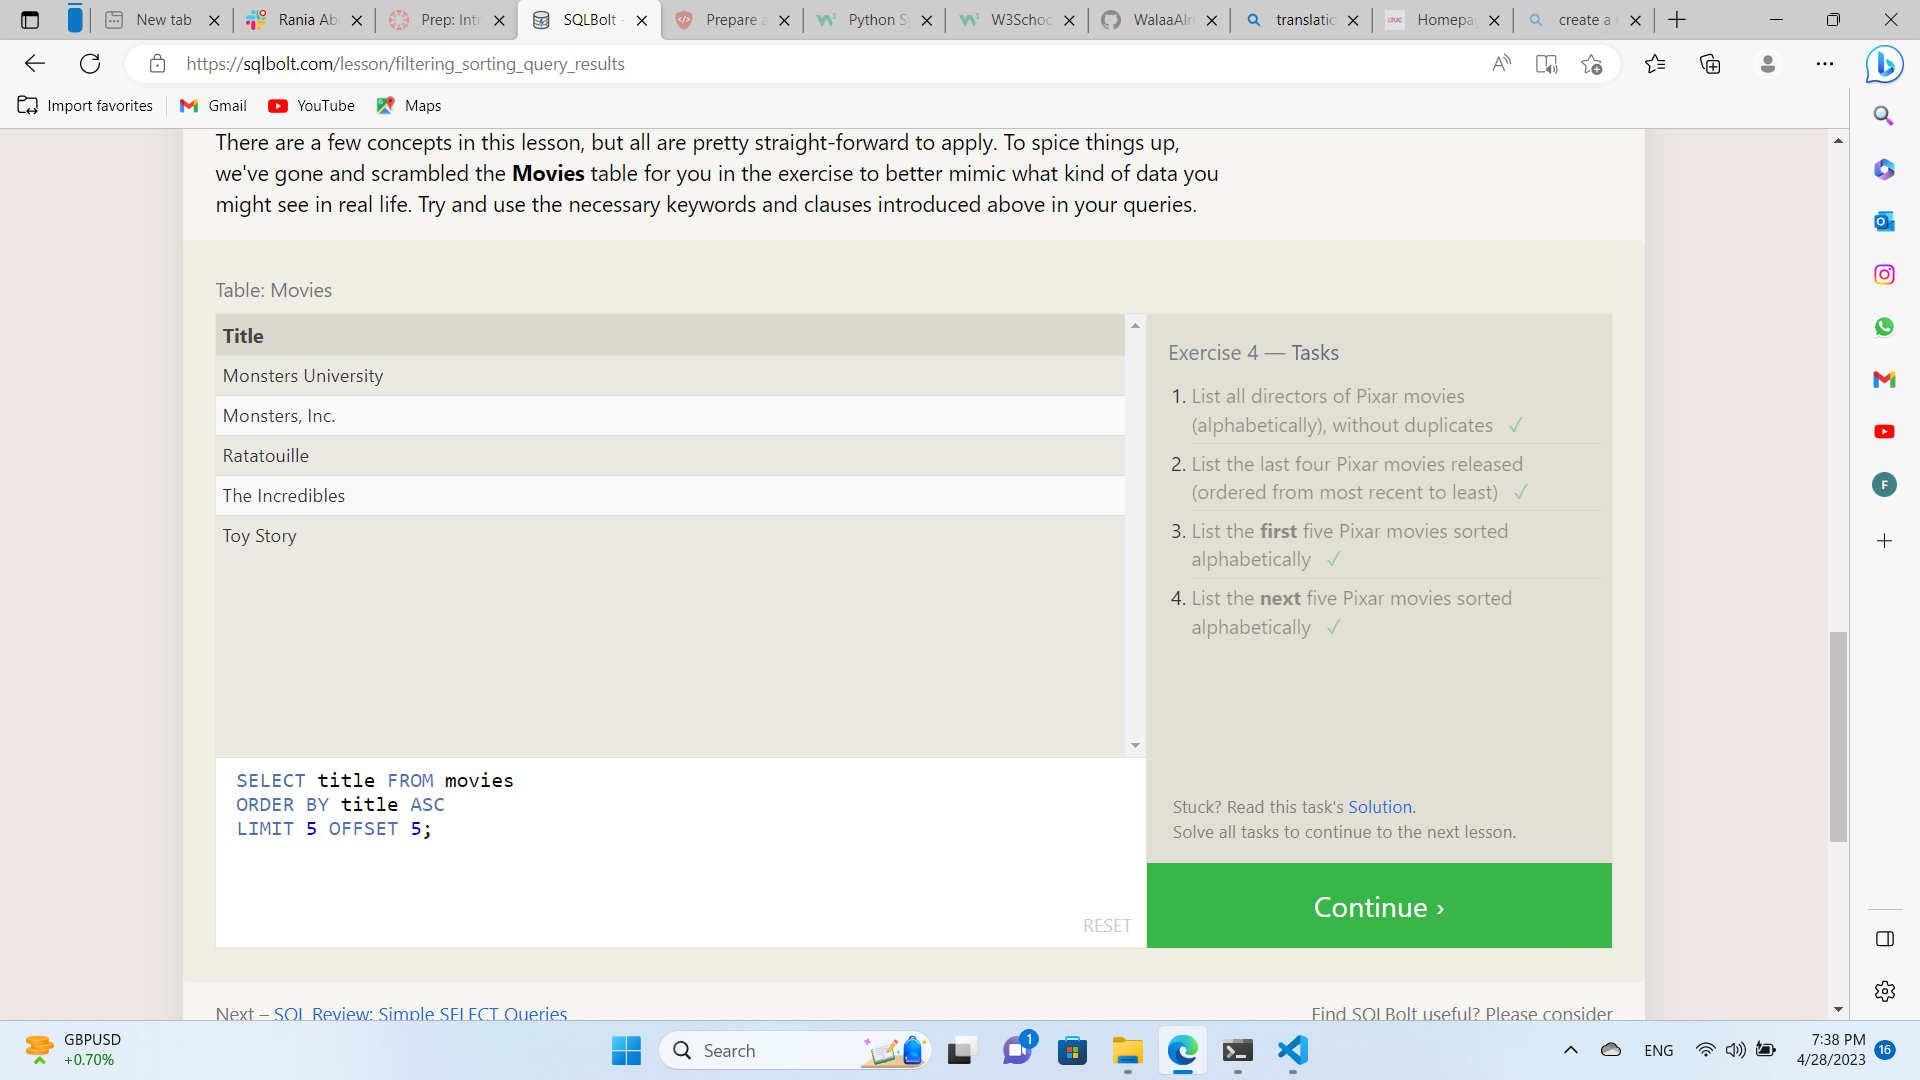 New tab
Rania Ab
Prep: Intr
SQLBolt -
Prepare a
Python S
W3Schoo
WalaaAlr
translatio
Homepa
create a
https://sqlbolt.com/lesson/filtering_sorting_query_results
Import favorites
Gmail
YouTube
Maps
There are a few concepts in this lesson, but all are pretty straight-forward to apply. To spice things up,
we've gone and scrambled the Movies table for you in the exercise to better mimic what kind of data you
might see in real life. Try and use the necessary keywords and clauses introduced above in your queries.
Table: Movies
Title
Monsters University
Monsters, Inc.
Ratatouille
The Incredibles
Toy Story
Exercise 4 — Tasks
1. List all directors of Pixar movies
(alphabetically), without duplicates ✓
2. List the last four Pixar movies released
(ordered from most recent to least) ✓
3. List the first five Pixar movies sorted
alphabetically ✓
4. List the next five Pixar movies sorted
alphabetically ✓
SELECT title FROM movies
ORDER BY title ASC
LIMIT 5 OFFSET 5;
RESET
Stuck? Read this task's Solution.
Solve all tasks to continue to the next lesson.
Continue ›
Next – SQL Review: Simple SELECT Queries
Find SQLBolt useful? Please consider
F
GBPUSD
+0.70%
Search
1
ENG
7:38 PM
4/28/2023
16